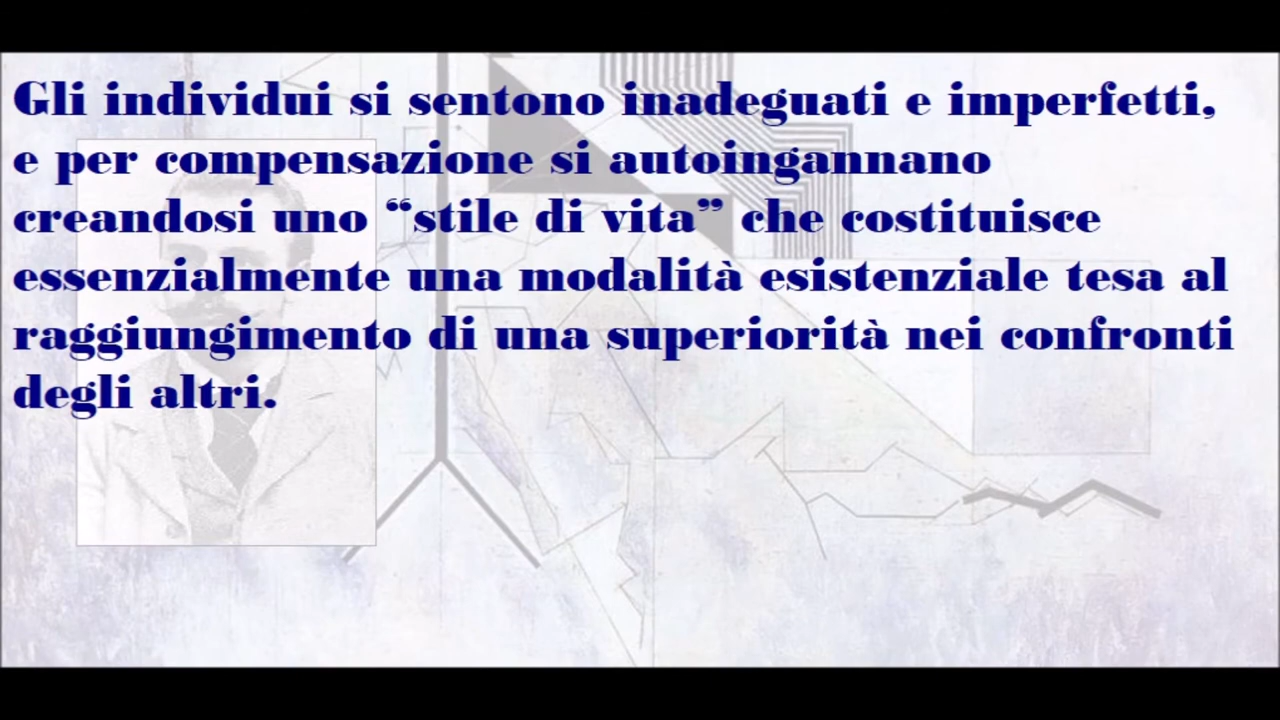 Gli individui si sentono inadeguati e imperfetti,
e per compensazione si autoingannano
creandosi uno “stile di vita” che costituisce
essenzialmente una modalità esistenziale tesa al
raggiungimento di una superiorità nei confronti
degli altri.